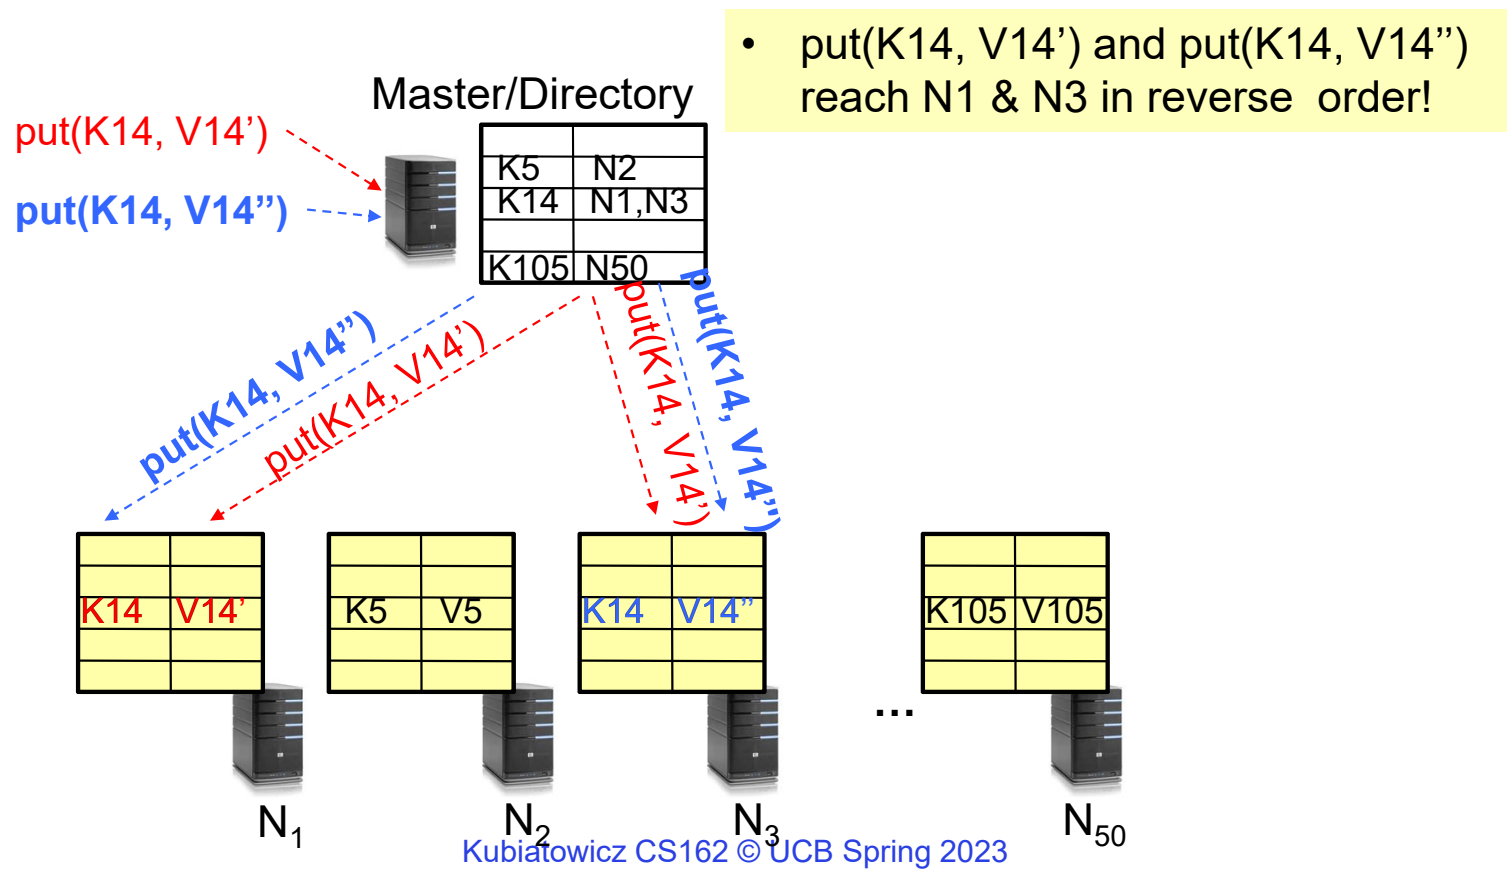 • put(K14, V14’) and put(K14, V14’’)
reach N1 & N3 in reverse order!
Master/Directory
put(K14, V14’)
put(K14, V14’’)
K5 N2
K14 N1,N3
K105 N50
put(K14, V14’’)
put(K14, V14’)
put(K14, V14’)
put(K14, V14’’)
K14 V14’
K5 V5
K14 V14’’
K105 V105
...
N1
N2
N3
N50
Kubiatowicz CS162 © UCB Spring 2023